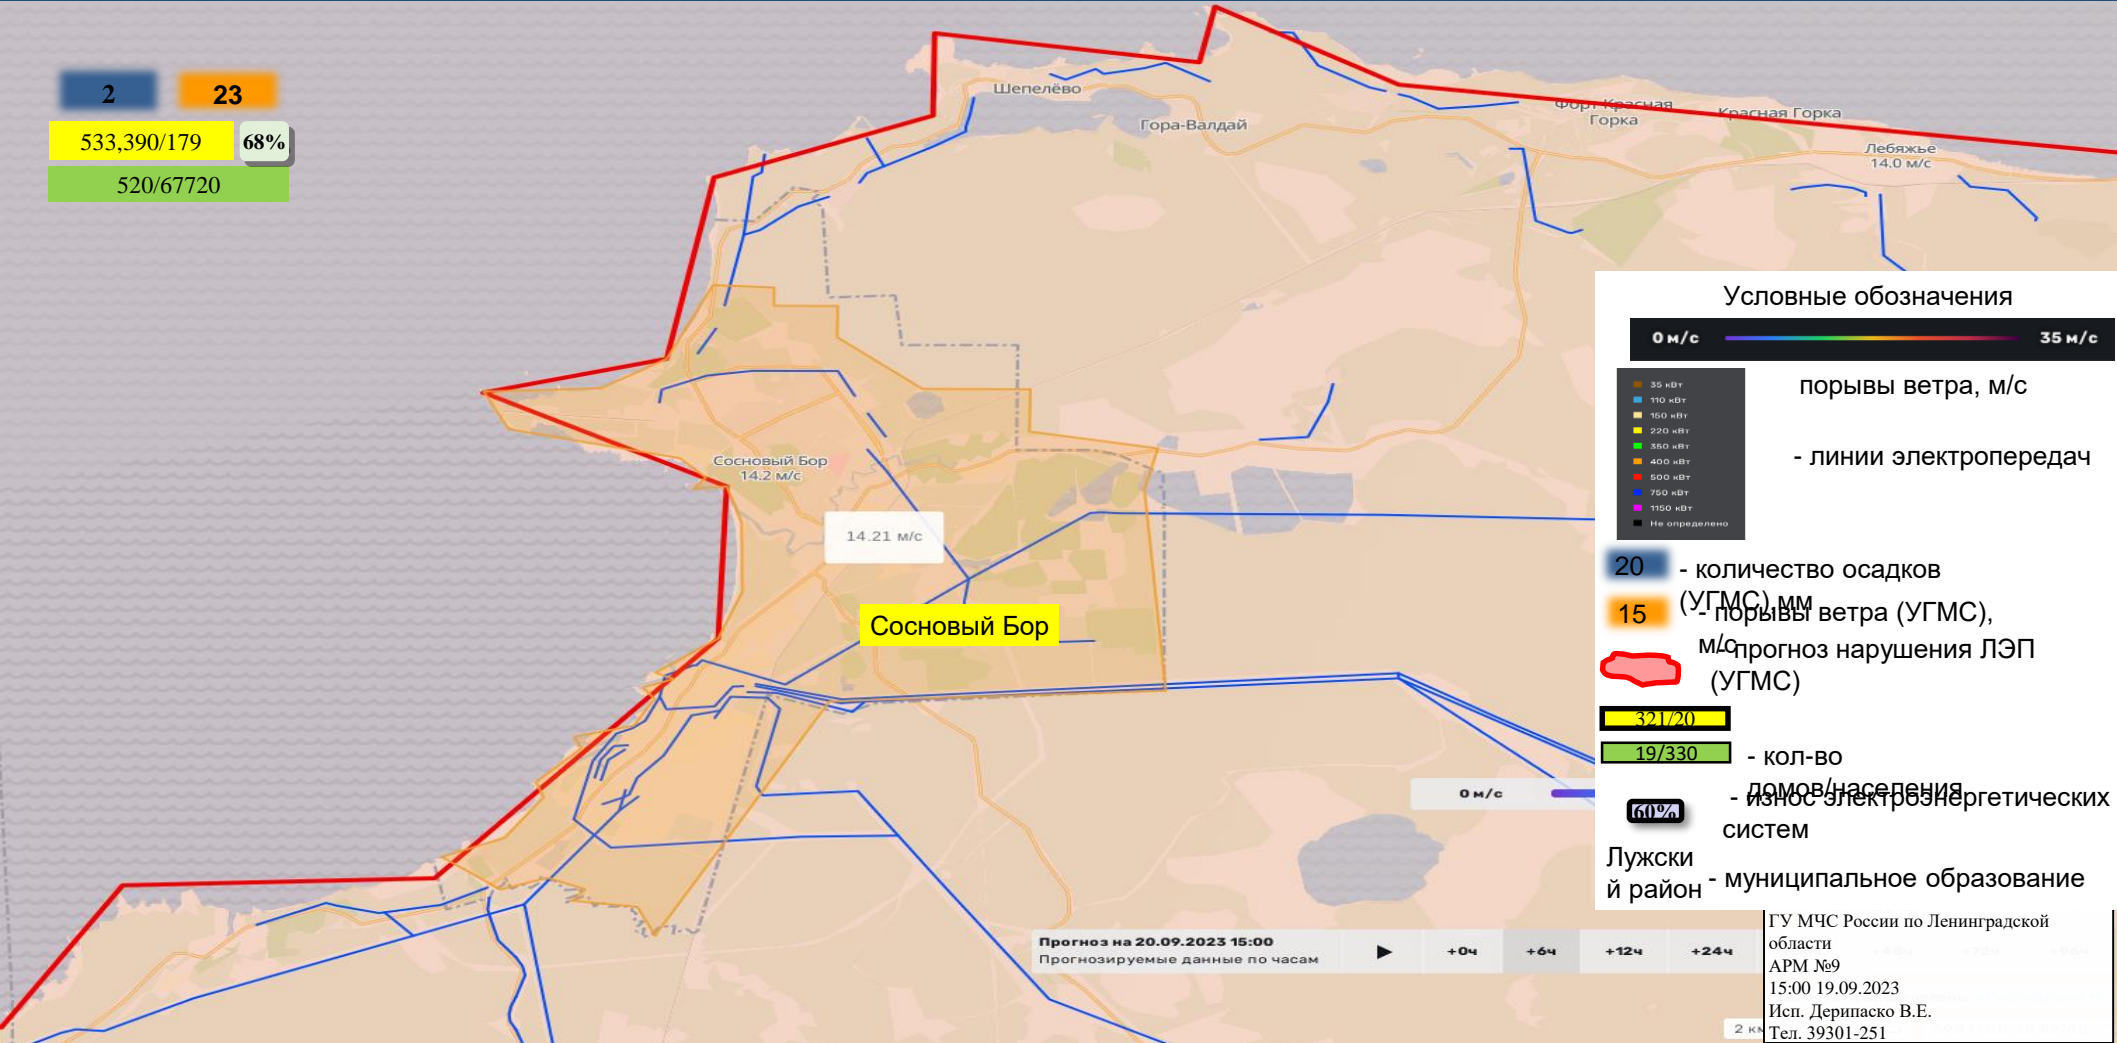 2
23
533,390/179
68%
520/67720
Шепелёво
Гора-Валдай
Форт Красная
Горка
Красная Горка
Лебяжье
14.0 м/с
Сосновый Бор
14.2 м/с
14.21 м/с
Сосновый Бор
Условные обозначения
0 м/с
35 м/с
35 кВт
110 кВт
150 кВт
220 кВт
350 кВт
400 кВт
500 кВт
750 кВт
1150 кВт
Не определено
порывы ветра, м/с
- линии электропередач
20
- количество осадков
(УГМС),мм
15
- порывы ветра (УГМС),
м/с
- прогноз нарушения ЛЭП
(УГМС)
321/20
19/330
- кол-во
домов/населения
60%
- износ электроэнергетических
систем
Лужски
й район
- муниципальное образование
0 м/с
Прогноз на 20.09.2023 15:00
Прогнозируемые данные по часам
+0ч
+6ч
+12ч
+24ч
ГУ МЧС России по Ленинградской
области
АРМ №9
15:00 19.09.2023
Исп. Дерипаско В.Е.
Тел. 39301-251
2 км